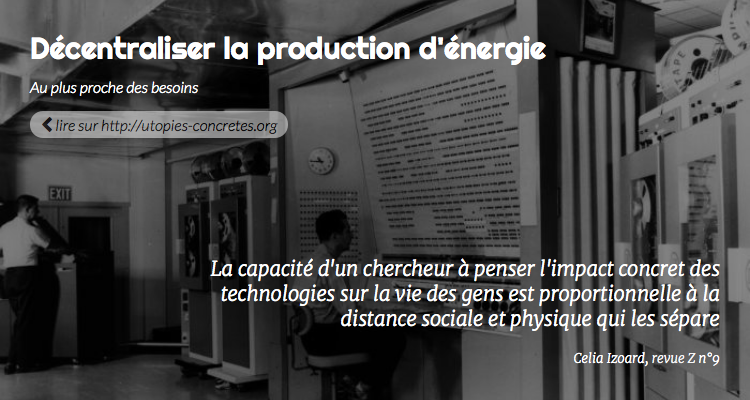 Décentraliser la production d'énergie
Au plus proche des besoins
lire sur http://utopies-concretes.org
EXIT
La capacité d'un chercheur à penser l'impact concret des
technologies sur la vie des gens est proportionnelle à la
distance sociale et physique qui les sépare
Celia Izoard, revue Z n°9